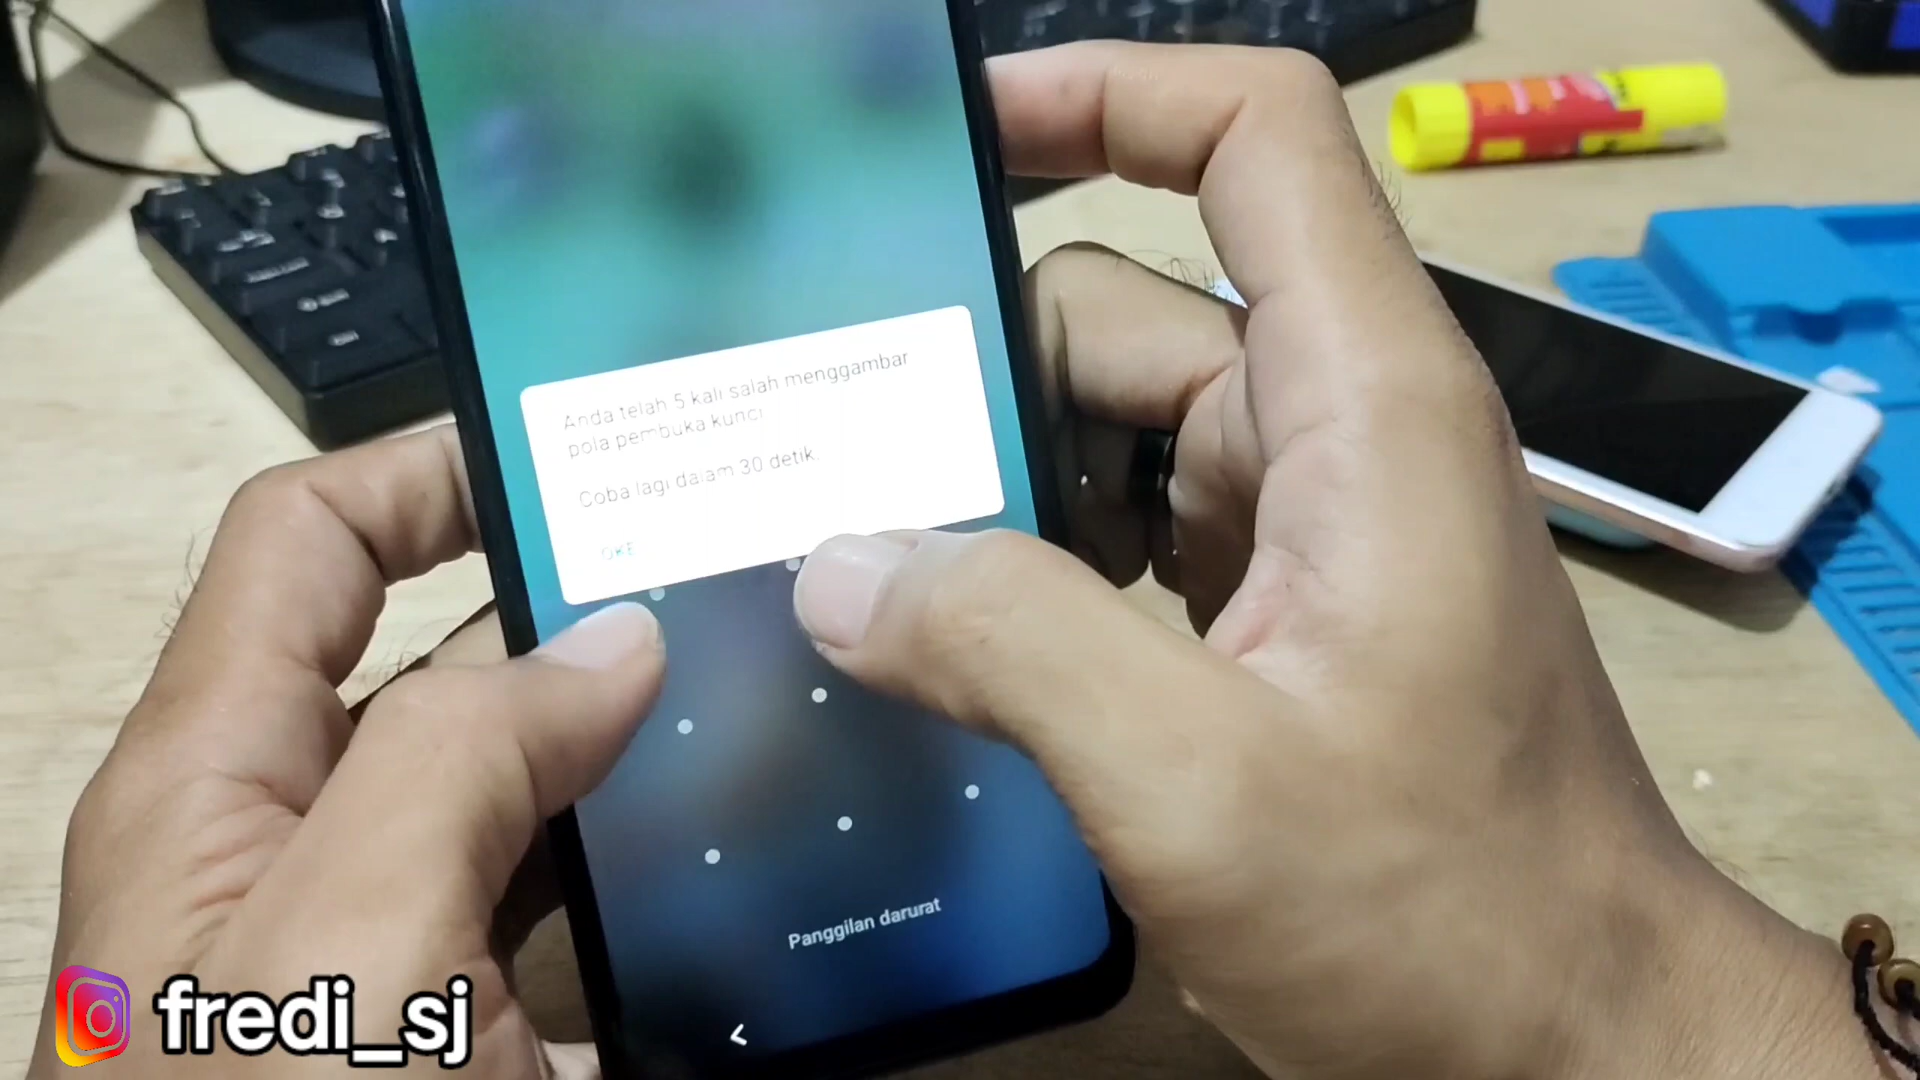 Anda telah 5 kali salah menggambar
pola pembuka kunci
Coba lagi dalam 30 detik.
OKE
Panggilan darurat
fredi_sj